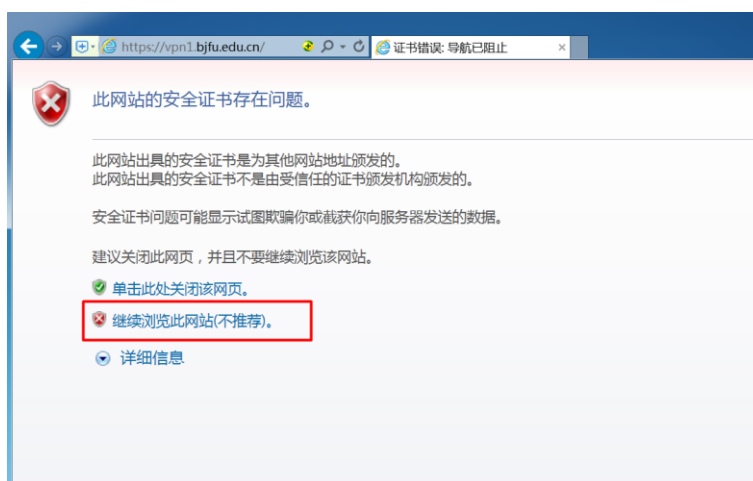 https://vpn1.bjfu.edu.cn/
证书错误: 导航已阻止
此网站的安全证书存在问题。
此网站出具的安全证书是为其他网站地址颁发的。
此网站出具的安全证书不是由受信任的证书颁发机构颁发的。
安全证书问题可能显示试图欺骗你或截获你向服务器发送的数据。
建议关闭此网页，并且不要继续浏览该网站。
单击此处关闭该网页。
继续浏览此网站(不推荐)。
详细信息